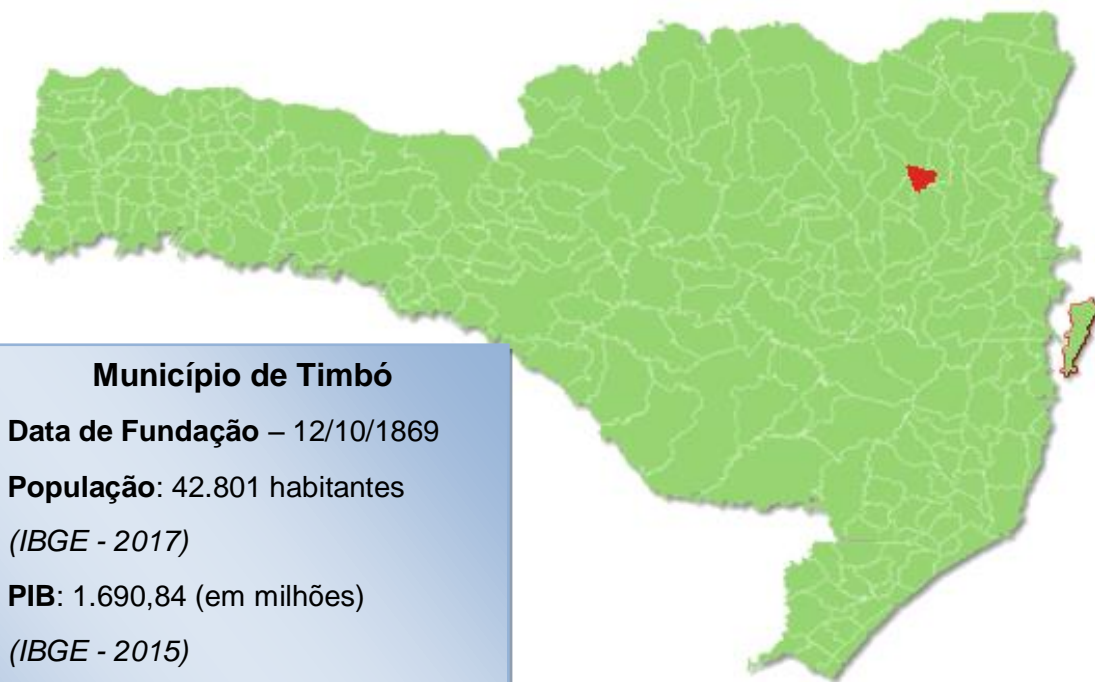 Município de Timbó
Data de Fundação – 12/10/1869
População: 42.801 habitantes
(IBGE - 2017)
PIB: 1.690,84 (em milhões)
(IBGE - 2015)